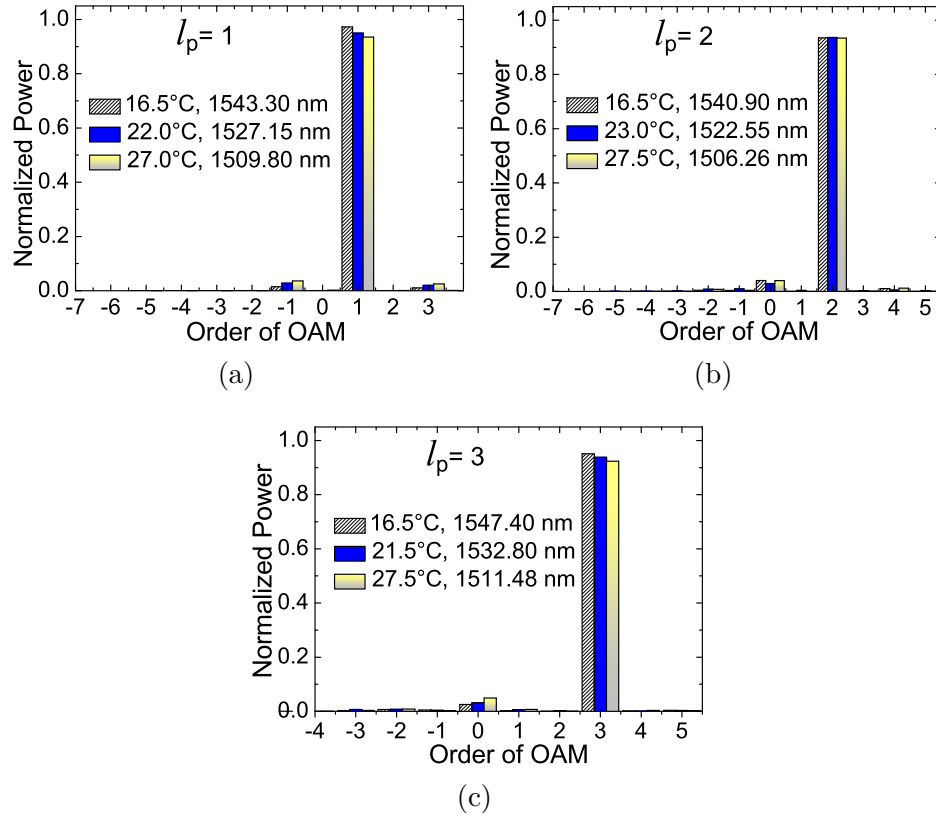 1.0
0.8
0.6
0.4
0.2
0.0
Normalized Power
lp= 1
16.5°C, 1543.30 nm
22.0°C, 1527.15 nm
27.0°C, 1509.80 nm
-7 -6 -5 -4 -3 -2 -1 0 1 2 3
Order of OAM
(a)
1.0
0.8
0.6
0.4
0.2
0.0
Normalized Power
lp= 2
16.5°C, 1540.90 nm
23.0°C, 1522.55 nm
27.5°C, 1506.26 nm
-7 -6 -5 -4 -3 -2 -1 0 1 2 3 4 5
Order of OAM
(b)
1.0
0.8
0.6
0.4
0.2
0.0
Normalized Power
lp= 3
16.5°C, 1547.40 nm
21.5°C, 1532.80 nm
27.5°C, 1511.48 nm
-4 -3 -2 -1 0 1 2 3 4 5
Order of OAM
(c)